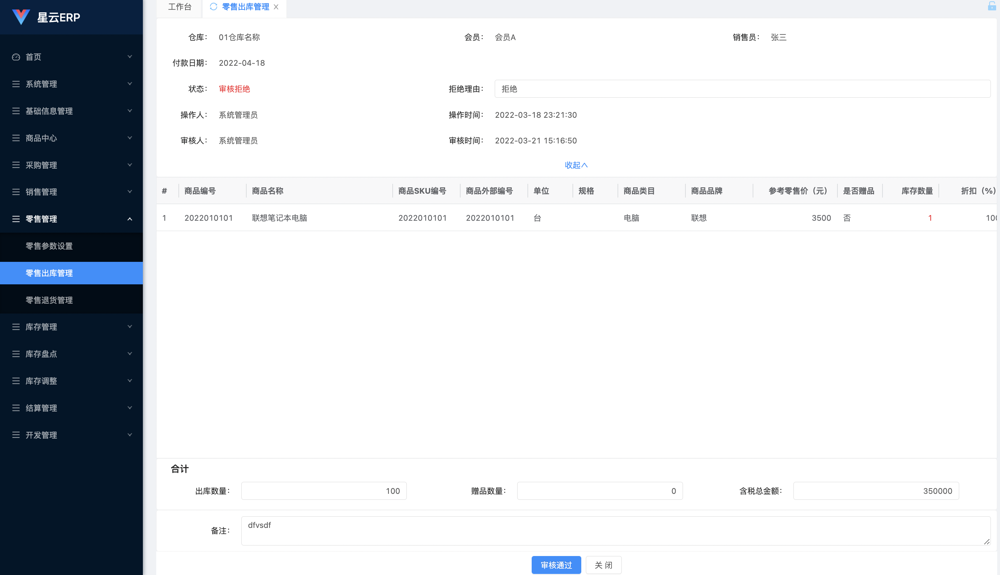 星云ERP
首页
系统管理
基础信息管理
商品中心
采购管理
销售管理
零售管理
零售参数设置
零售出库管理
零售退货管理
库存管理
库存盘点
库存调整
结算管理
开发管理
工作台 零售出库管理
仓库： 01仓库名称 会员： 会员A 销售员： 张三
付款日期： 2022-04-18
状态： 审核拒绝 拒绝理由： 拒绝
操作人： 系统管理员 操作时间： 2022-03-18 23:21:30
审核人： 系统管理员 审核时间： 2022-03-21 15:16:50
收起
# 商品编号 商品名称 商品SKU编号 商品外部编号 单位 规格 商品类目 商品品牌 参考零售价（元） 是否赠品 库存数量 折扣（%）
1 2022010101 联想笔记本电脑 2022010101 2022010101 台 电脑 联想 3500 否 1 100
合计
出库数量： 100 赠品数量： 0 含税总金额： 350000
备注： dfvsdf
审核通过 关 闭